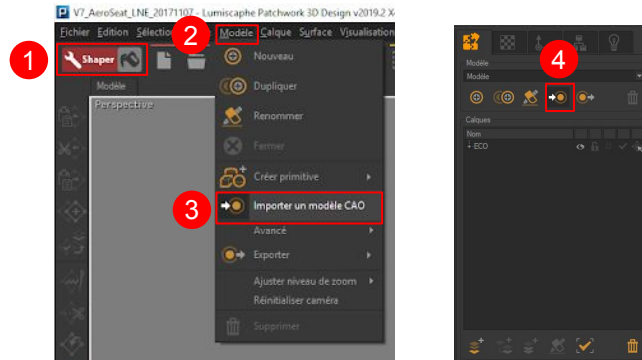 V7_AeroSeat_LNE_20171107 - Lumiscaphe Patchwork 3D Design v2019.2 X
Fichier Edition Sélection Modèle Calque Surface Visualisation
1
2
Shaper
Nouveau
Modèle
Perspective
Dupliquer
Renommer
Fermer
Créer primitive
3
Importer un modèle CAO
Avancé
Exporter
Ajuster niveau de zoom
Réinitialiser caméra
Supprimer
4
Modèle
Modèle
Calques
Nom
ECO